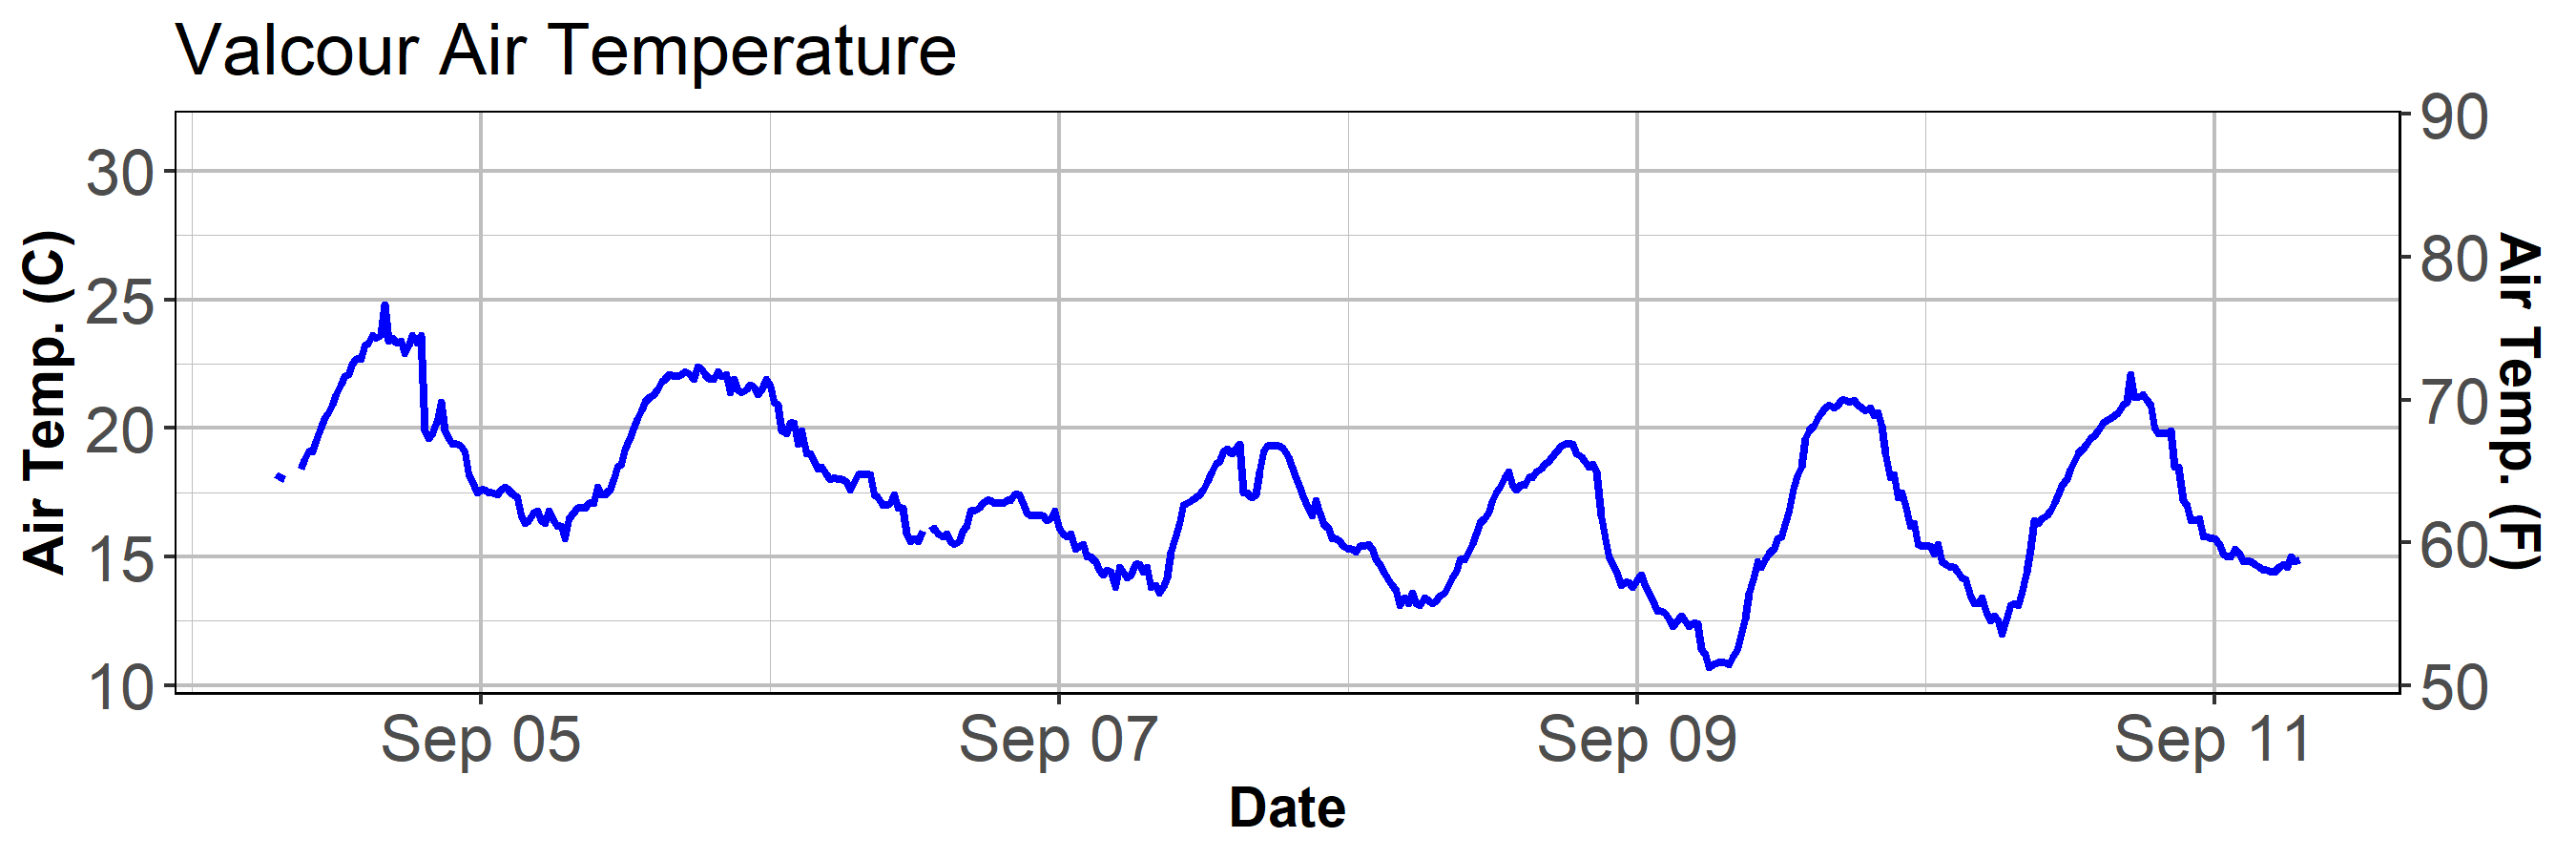 Valcour Air Temperature
Air Temp. (C)
30
25
20
15
10
90
80
70
60
50
Air Temp. (F)
Sep 05 Sep 07 Sep 09 Sep 11
Date